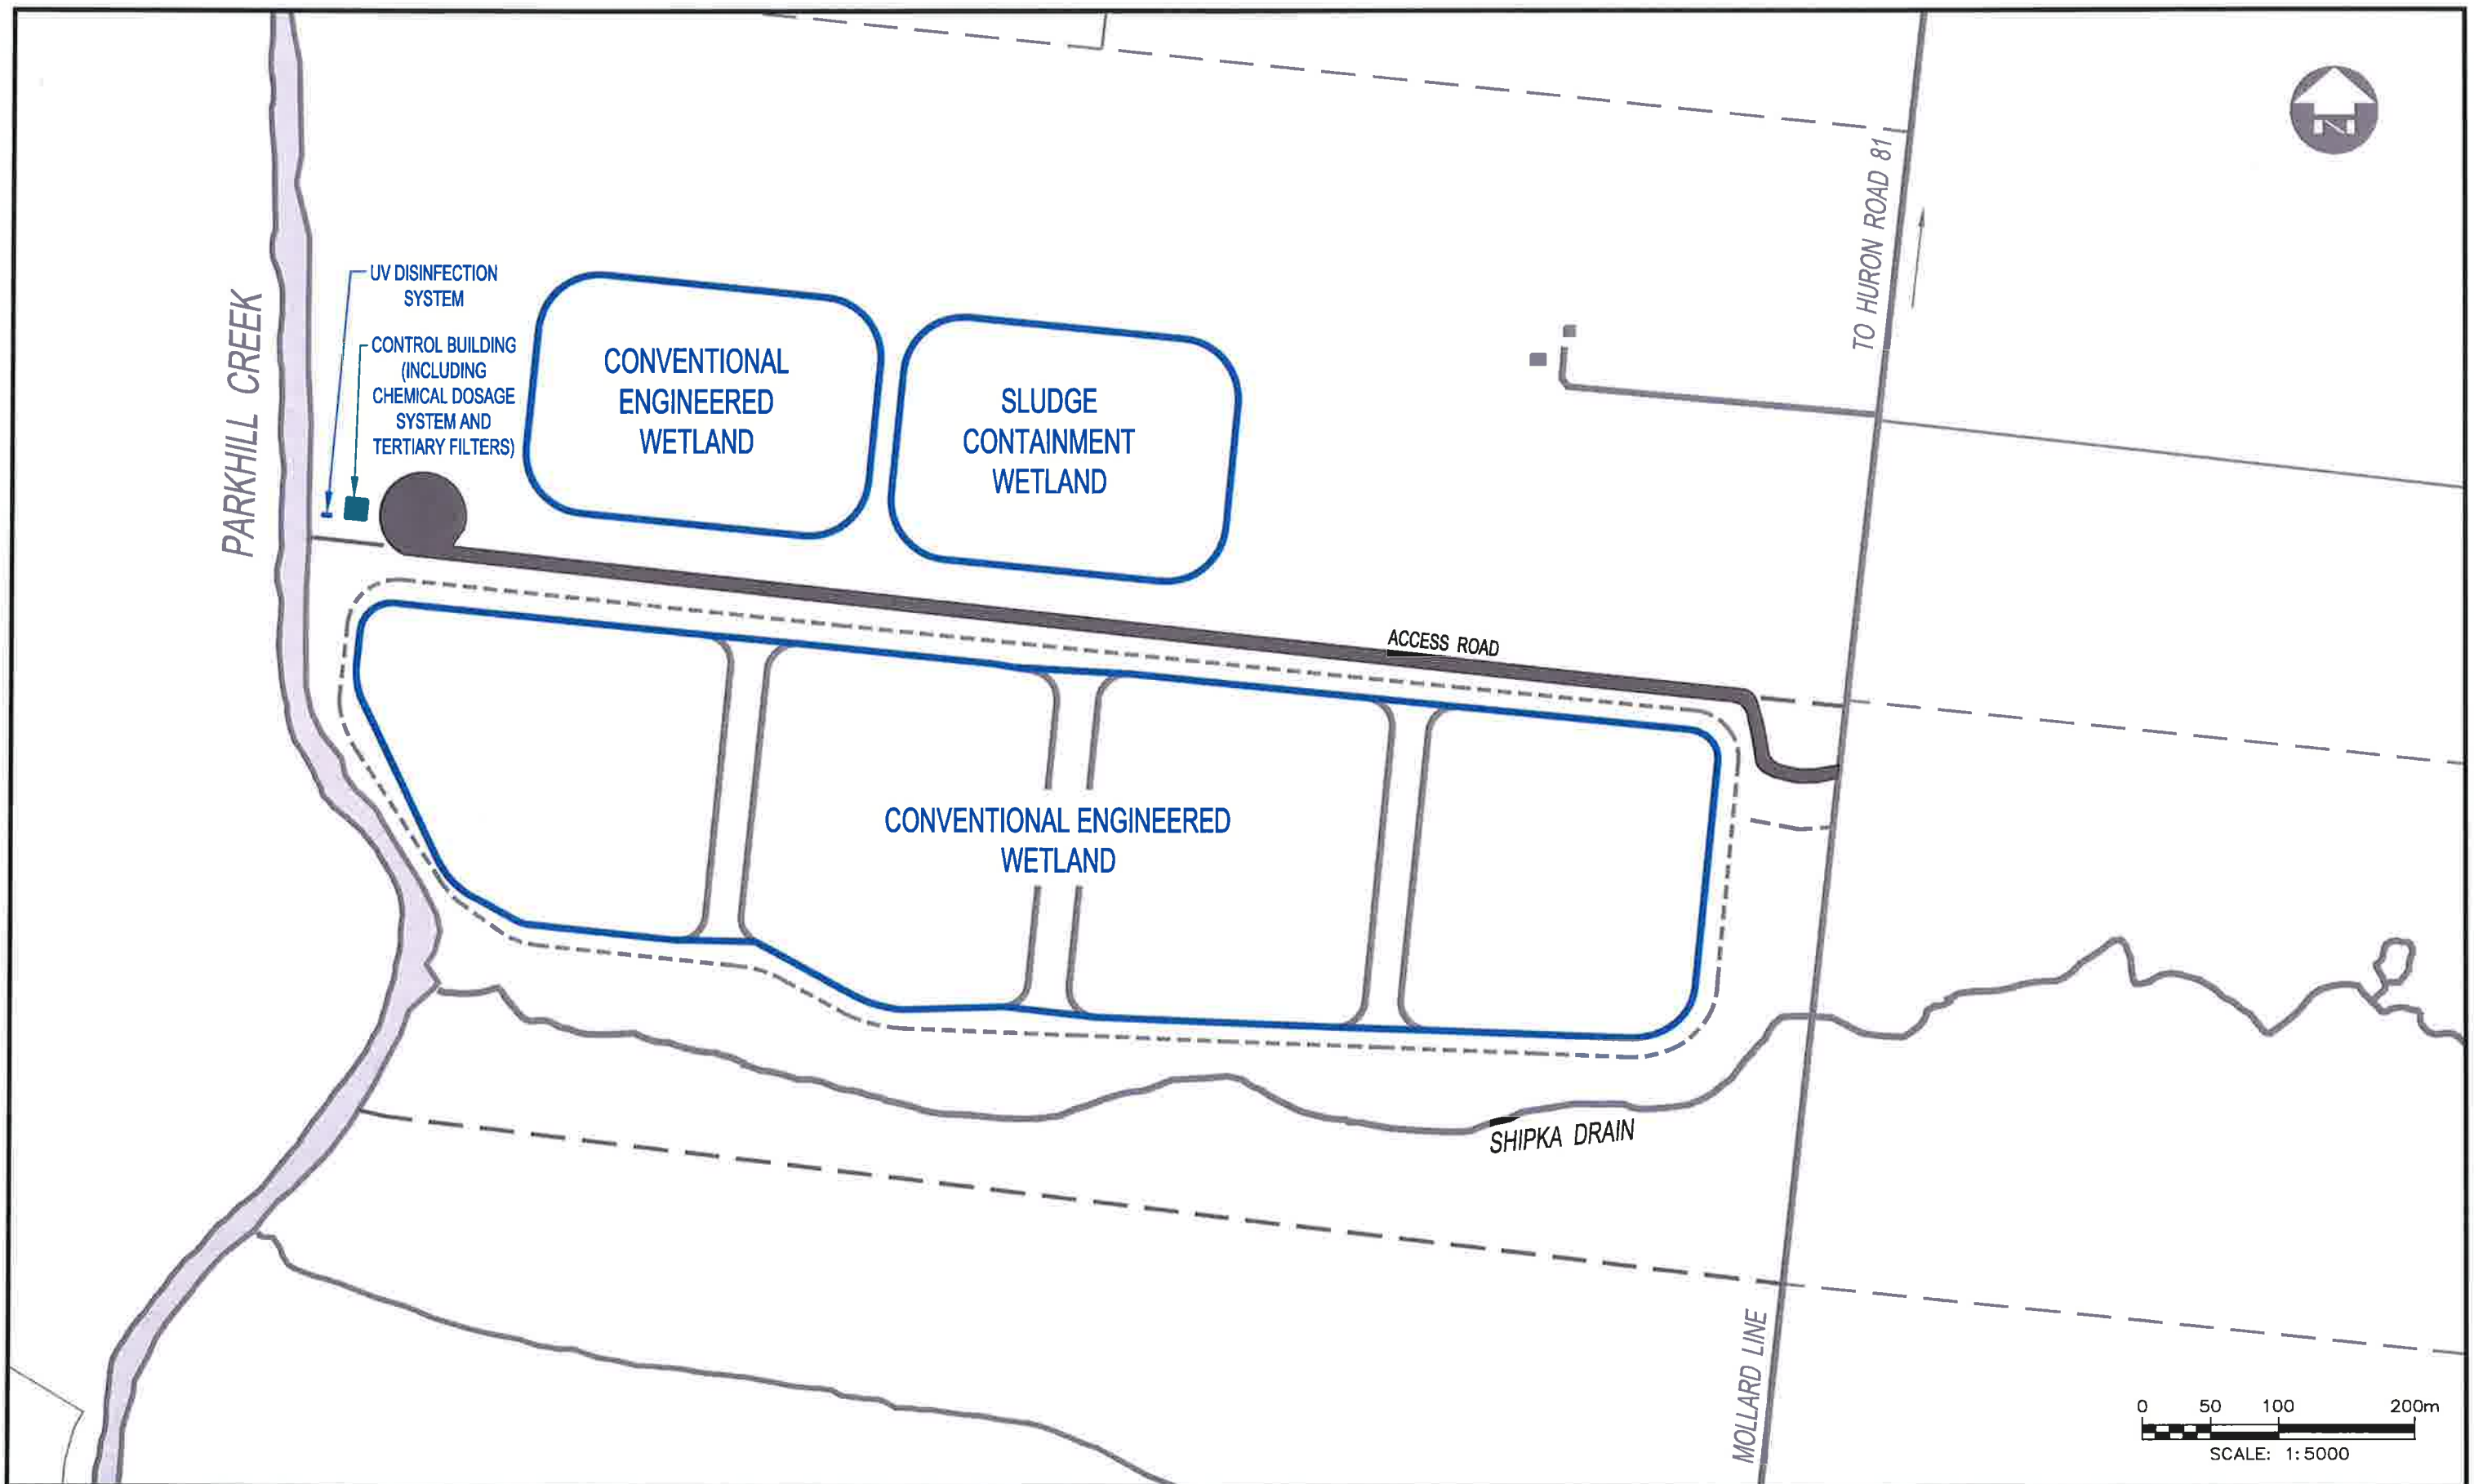 TO HURON ROAD 81
N
UV DISINFECTION
SYSTEM
CONTROL BUILDING
(INCLUDING
CHEMICAL DOSAGE
SYSTEM AND
TERTIARY FILTERS)
PARKHILL CREEK
CONVENTIONAL
ENGINEERED
WETLAND
SLUDGE
CONTAINMENT
WETLAND
ACCESS ROAD
CONVENTIONAL ENGINEERED
WETLAND
SHIPKA DRAIN
MOLLARD LINE
0 50 100 200m
SCALE: 1:5000